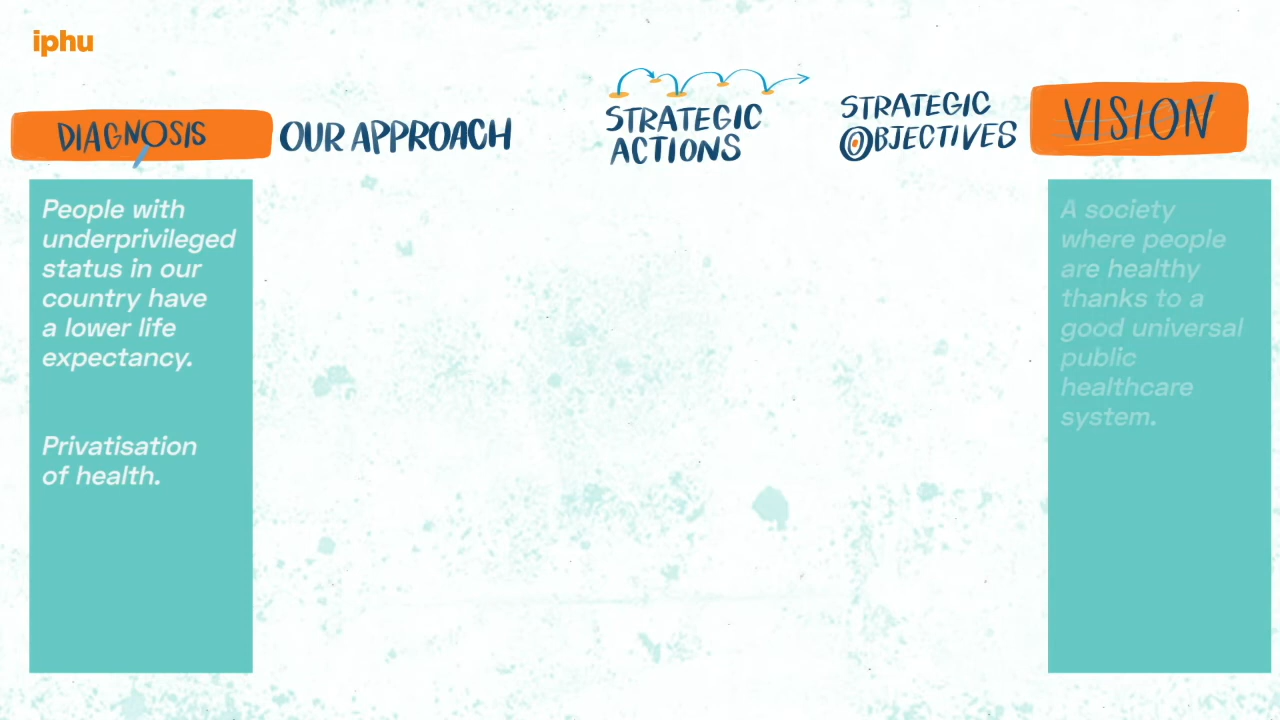 iphu
DIAGNOSIS
OUR APPROACH
STRATEGIC
ACTIONS
STRATEGIC
OBJECTIVES
VISION
People with
underprivileged
status in our
country have
a lower life
expectancy.
Privatisation
of health.
A society
where people
are healthy
thanks to a
good universal
public
healthcare
system.